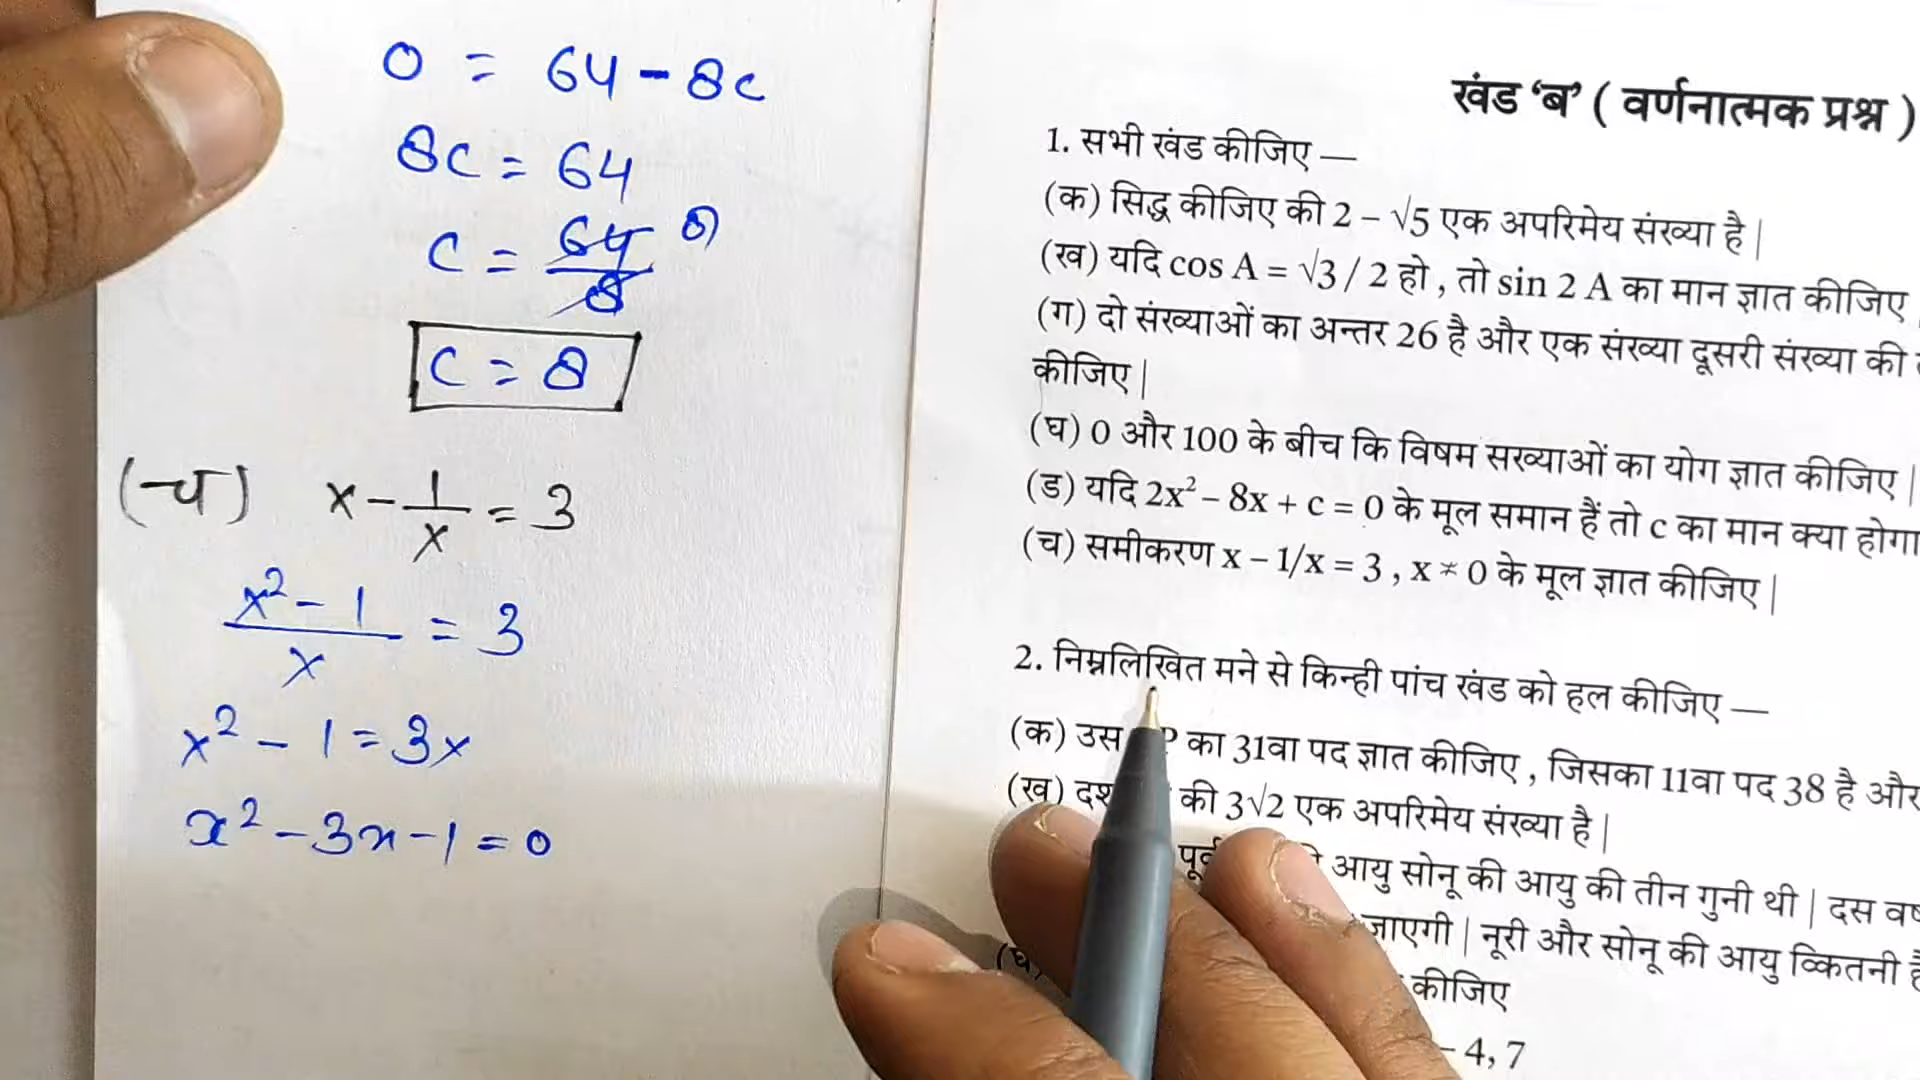 0 = 64 - 8c
8c = 64
c = 64/8 8
c = 8
(च) x - 1/x = 3
x² - 1 / x = 3
x² - 1 = 3x
x² - 3x - 1 = 0
खंड ‘ब’ ( वर्णनात्मक प्रश्न )
1. सभी खंड कीजिए —
(क) सिद्ध कीजिए की 2 – √5 एक अपरिमेय संख्या है |
(ख) यदि cos A = √3 / 2 हो , तो sin 2 A का मान ज्ञात कीजिए |
(ग) दो संख्याओं का अन्तर 26 है और एक संख्या दूसरी संख्या की
कीजिए |
(घ) 0 और 100 के बीच कि विषम सख्याओं का योग ज्ञात कीजिए |
(ड) यदि 2x² – 8x + c = 0 के मूल समान हैं तो c का मान क्या होगा
(च) समीकरण x – 1/x = 3 , x ≠ 0 के मूल ज्ञात कीजिए |
2. निम्नलिखित मने से किन्ही पांच खंड को हल कीजिए —
(क) उस P का 31वा पद ज्ञात कीजिए , जिसका 11वा पद 38 है और
(ख) की 3√2 एक अपरिमेय संख्या है |
आयु सोनू की आयु की तीन गुनी थी | दस
जाएगी | नूरी और सोनू की आयु व्कितनी
(घ) कीजिए
– 4, 7